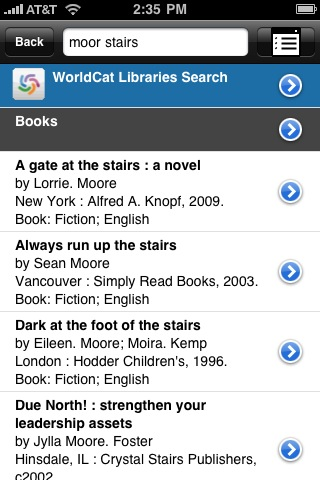 AT&T 2:35 PM
Back moor stairs
WorldCat Libraries Search
Books
A gate at the stairs : a novel
by Lorrie. Moore
New York : Alfred A. Knopf, 2009.
Book: Fiction; English
Always run up the stairs
by Sean Moore
Vancouver : Simply Read Books, 2003.
Book: Fiction; English
Dark at the foot of the stairs
by Eileen. Moore; Moira. Kemp
London : Hodder Children's, 1996.
Book: Fiction; English
Due North! : strengthen your
leadership assets
by Jylla Moore. Foster
Hinsdale, IL : Crystal Stairs Publishers,
c2002